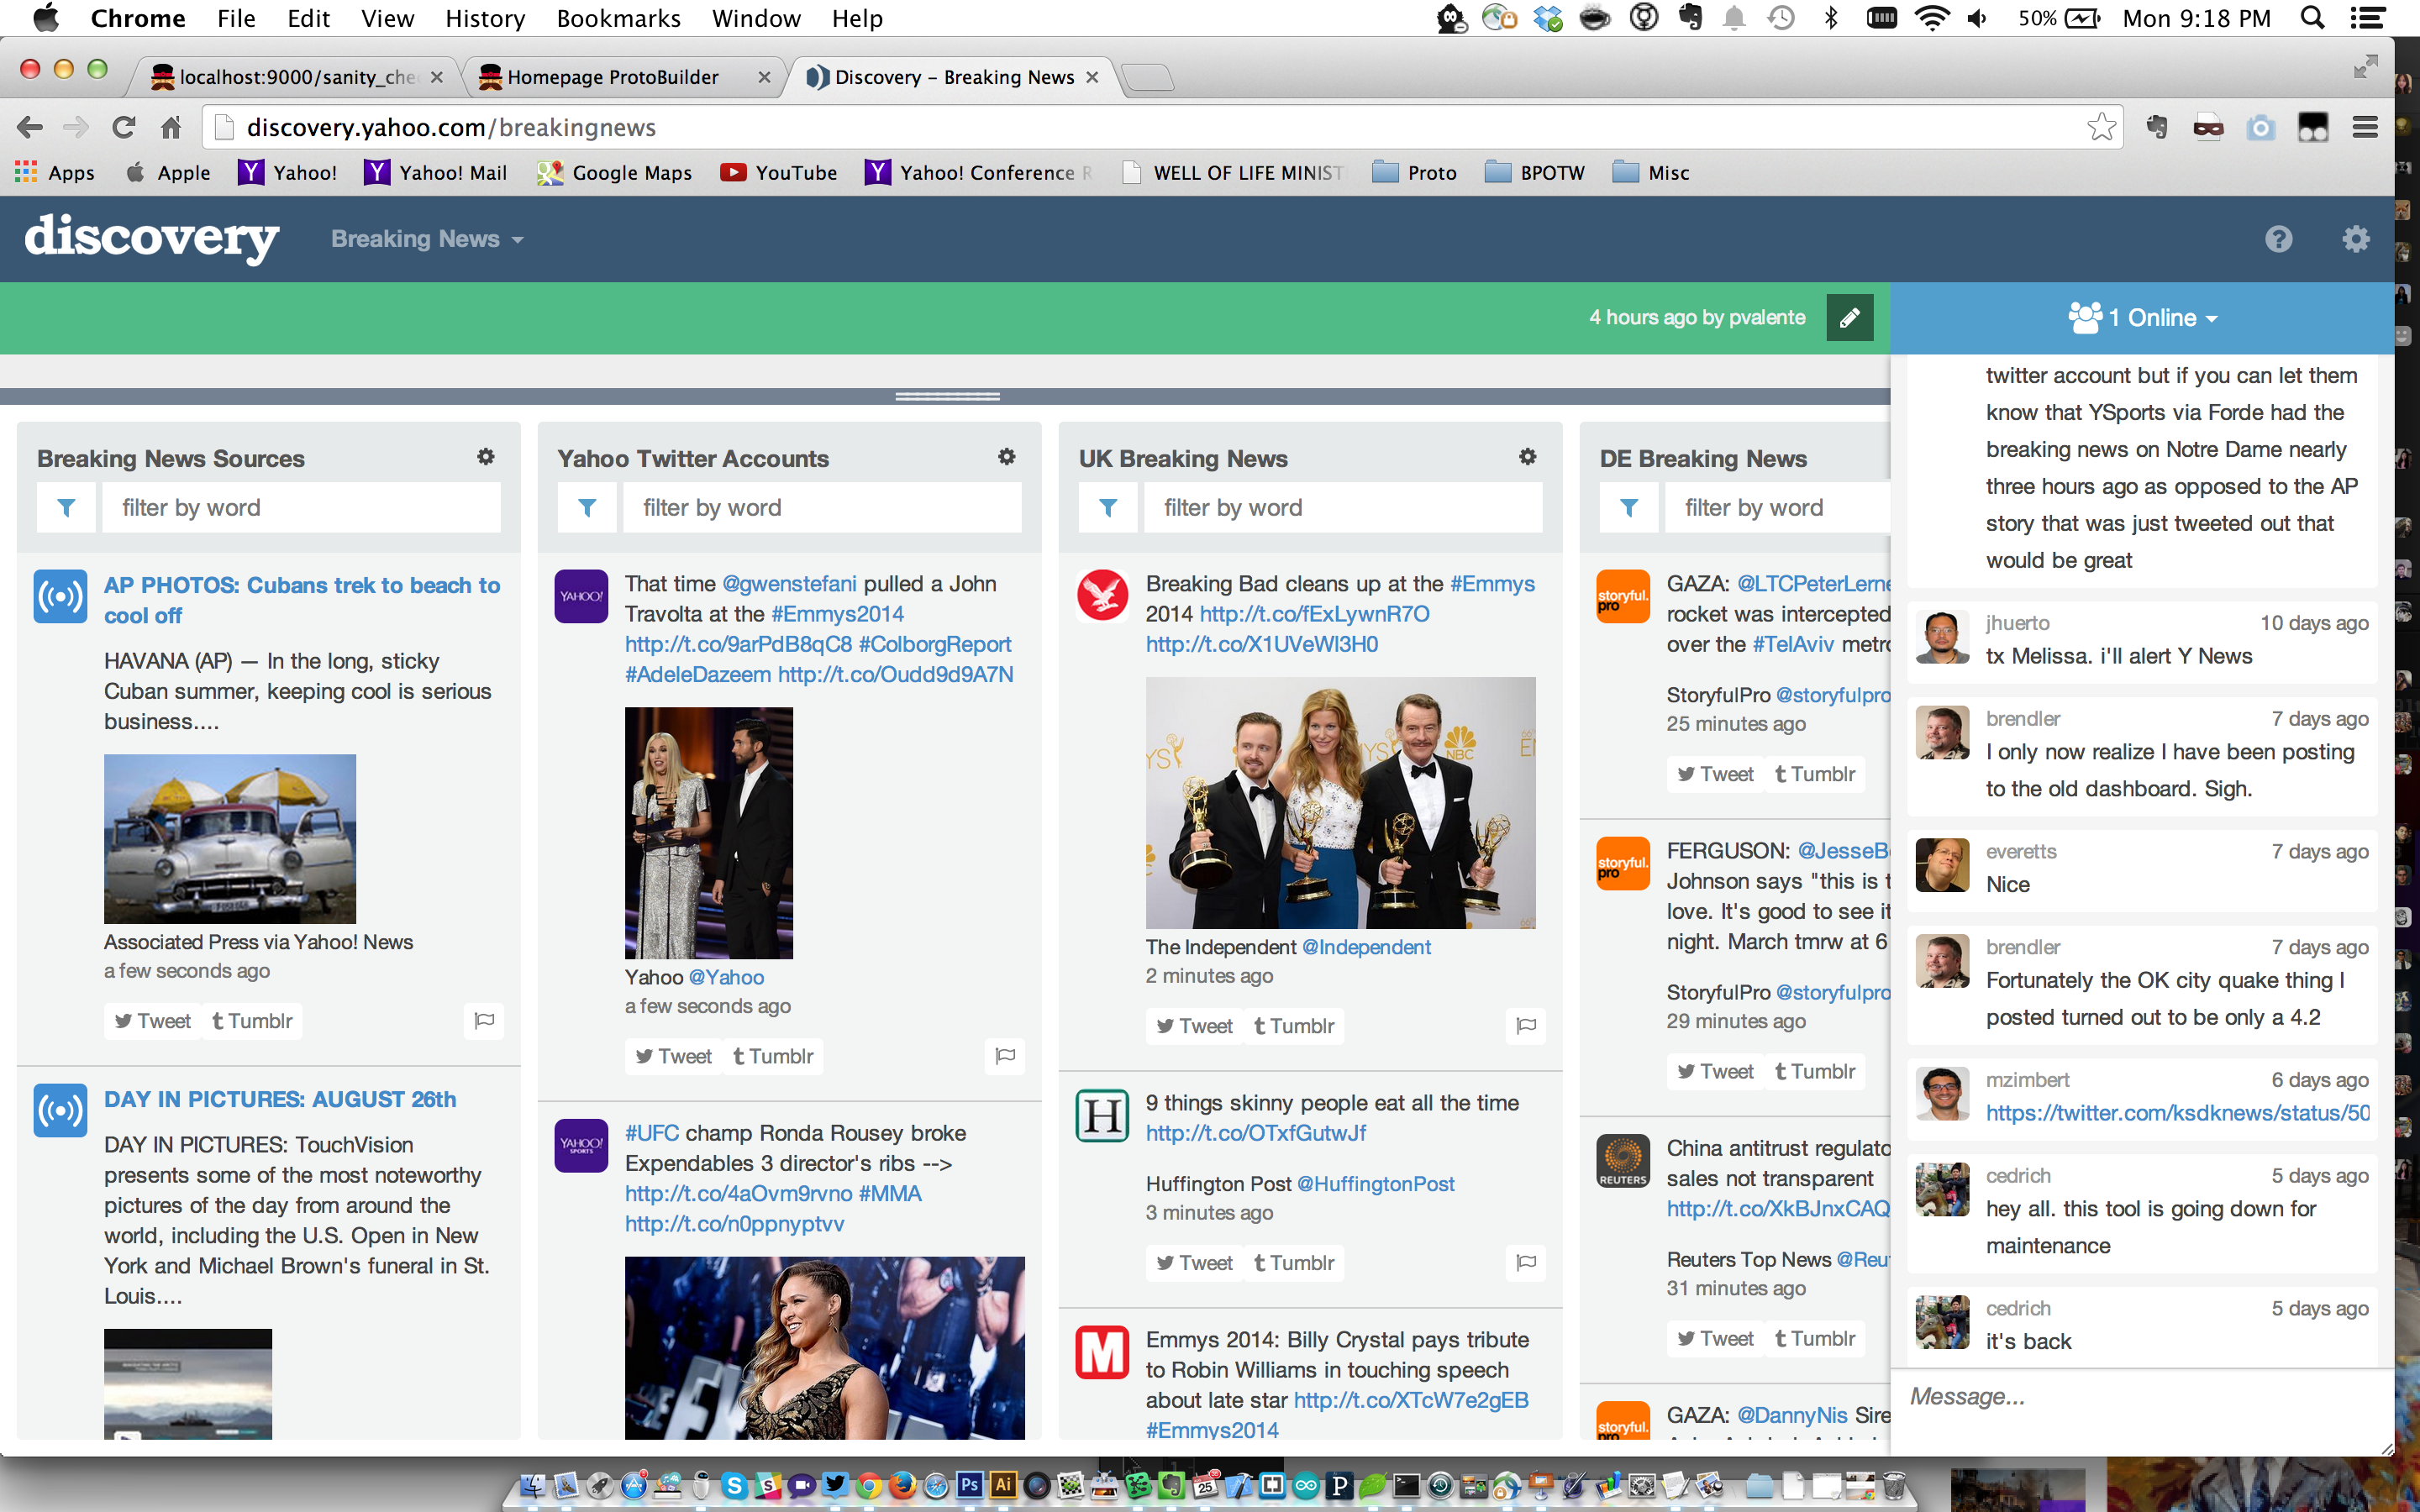 Chrome File Edit View History Bookmarks Window Help
50% Mon 9:18 PM
localhost:9000/sanity_che
Homepage ProtoBuilder
Discovery – Breaking News
discovery.yahoo.com/breakingnews
Apps Apple Yahoo! Yahoo! Mail Google Maps YouTube Yahoo! Conference R WELL OF LIFE MINIST Proto BPOTW Misc
discovery Breaking News
4 hours ago by pvalente
1 Online
Breaking News Sources
filter by word
AP PHOTOS: Cubans trek to beach to
cool off
HAVANA (AP) — In the long, sticky
Cuban summer, keeping cool is serious
business....
Associated Press via Yahoo! News
a few seconds ago
Tweet Tumblr
DAY IN PICTURES: AUGUST 26th
DAY IN PICTURES: TouchVision
presents some of the most noteworthy
pictures of the day from around the
world, including the U.S. Open in New
York and Michael Brown's funeral in St.
Louis....
Yahoo Twitter Accounts
filter by word
YAHOO!
That time @gwenstefani pulled a John
Travolta at the #Emmys2014
http://t.co/9arPdB8qC8 #ColborgReport
#AdeleDazeem http://t.co/Oudd9d9A7N
Yahoo @Yahoo
a few seconds ago
Tweet Tumblr
YAHOO!
SPORTS
#UFC champ Ronda Rousey broke
Expendables 3 director's ribs -->
http://t.co/4aOvm9rvno #MMA
http://t.co/n0ppnyptvv
UK Breaking News
filter by word
Breaking Bad cleans up at the #Emmys
2014 http://t.co/fExLywnR7O
http://t.co/X1UVeWl3H0
NBC
The Independent @Independent
2 minutes ago
Tweet Tumblr
H
9 things skinny people eat all the time
http://t.co/OTxfGutwJf
Huffington Post @HuffingtonPost
3 minutes ago
Tweet Tumblr
M
Emmys 2014: Billy Crystal pays tribute
to Robin Williams in touching speech
about late star http://t.co/XTcW7e2gEB
#Emmys2014
DE Breaking News
filter by word
storyful.
pro
GAZA: @LTCPeterLerne
rocket was intercepted
over the #TelAviv metro
StoryfulPro @storyfulpro
25 minutes ago
Tweet Tumblr
storyful.
pro
FERGUSON: @JesseB
Johnson says "this is t
love. It's good to see it
night. March tmrw at 6
StoryfulPro @storyfulpro
29 minutes ago
Tweet Tumblr
REUTERS
China antitrust regulato
sales not transparent
http://t.co/XkBJnxCAQ
Reuters Top News @Reu
31 minutes ago
Tweet Tumblr
storyful.
pro
GAZA: @DannyNis Sire
twitter account but if you can let them
know that YSports via Forde had the
breaking news on Notre Dame nearly
three hours ago as opposed to the AP
story that was just tweeted out that
would be great
jhuerto 10 days ago
tx Melissa. i'll alert Y News
brendler 7 days ago
I only now realize I have been posting
to the old dashboard. Sigh.
everetts 7 days ago
Nice
brendler 7 days ago
Fortunately the OK city quake thing I
posted turned out to be only a 4.2
mzimbert 6 days ago
https://twitter.com/ksdknews/status/50
cedrich 5 days ago
hey all. this tool is going down for
maintenance
cedrich 5 days ago
it's back
Message...
Ps Ai 25 P